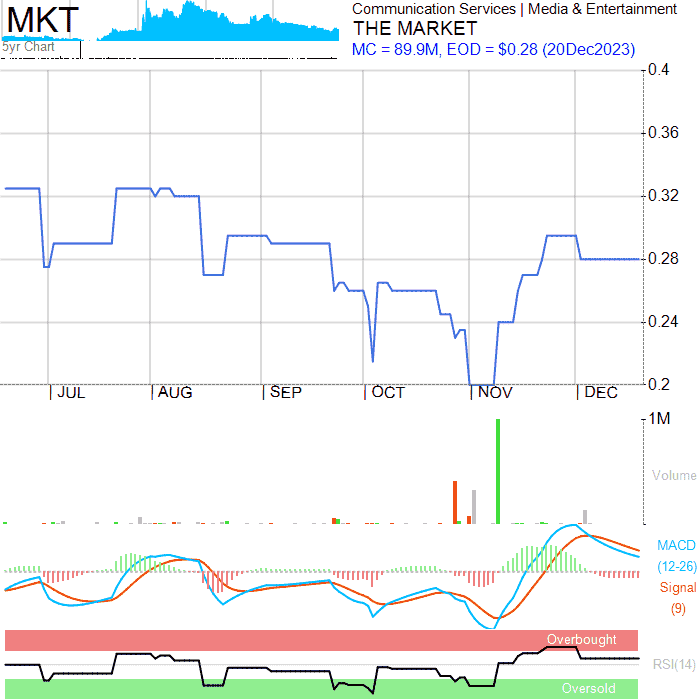 MKT
5yr Chart
Communication Services | Media & Entertainment
THE MARKET
MC = 89.9M, EOD = $0.28 (20Dec2023)
0.4
0.36
0.32
0.28
0.24
0.2
JUL AUG SEP OCT NOV DEC
1M
Volume
MACD
(12-26)
Signal
(9)
Overbought
RSI(14)
Oversold